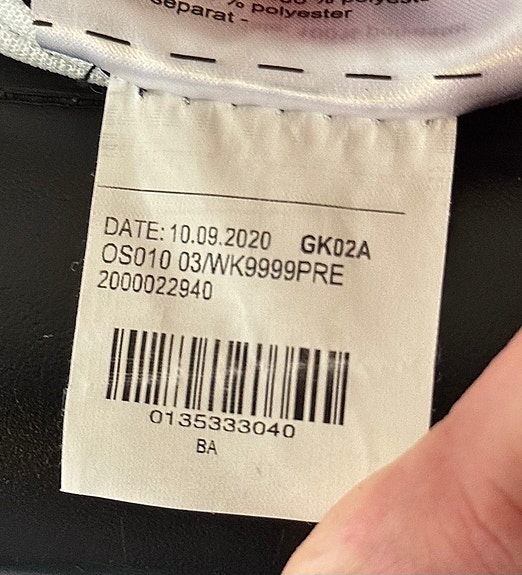 % polyester
separat -
DATE: 10.09.2020 GK02A
OS010 03/WK9999PRE
2000022940
0135333040
BA